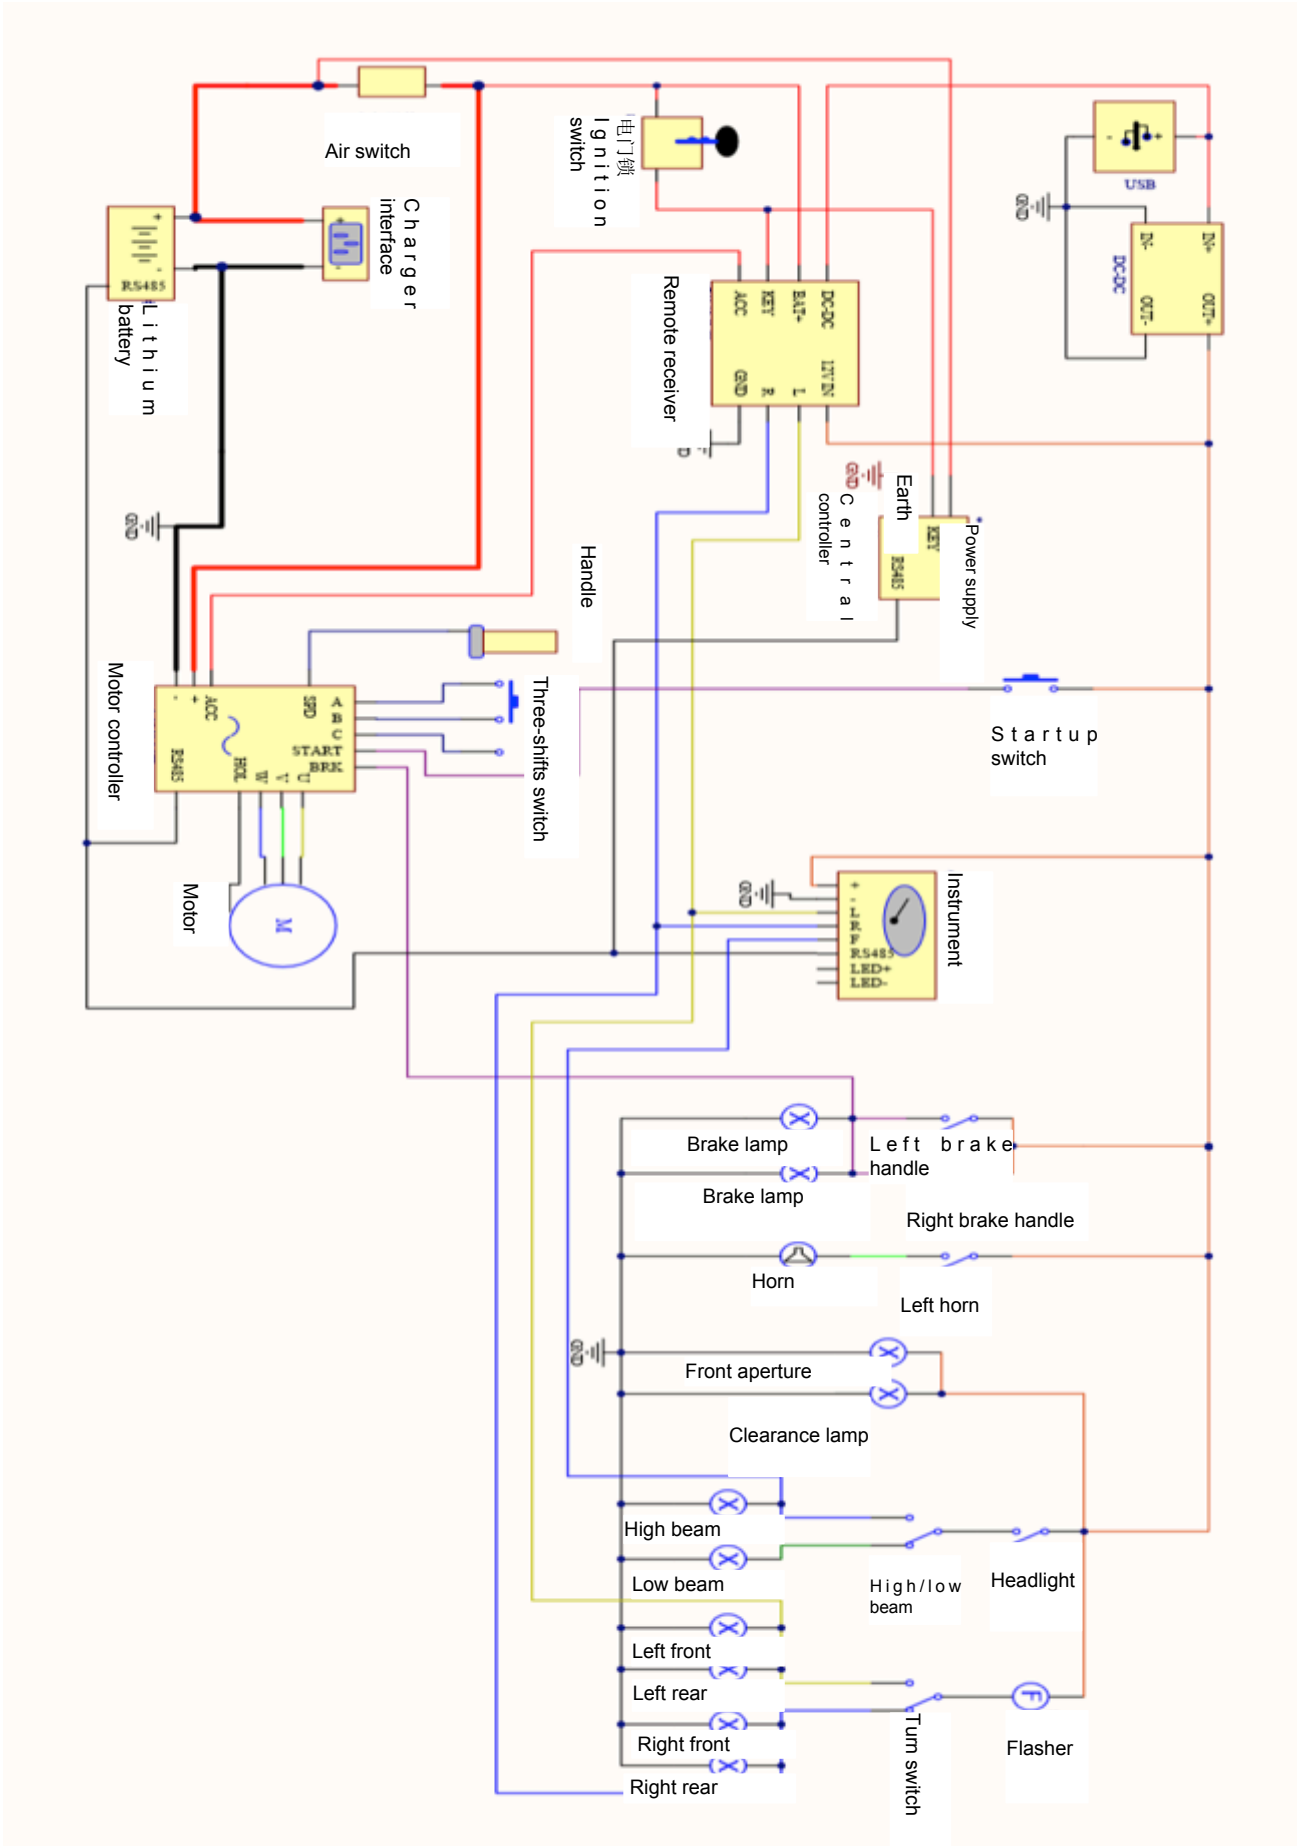 Air switch
电门锁
Ignition
switch
+
-
USB
GND
IN-
IN+
DC-DC
OUT-
OUT+
Charger
interface
+
-
+
-
RS485
Lithium
battery
Remote receiver
ACC
KEY
BAT+
DC-DC
GND
R
L
12V IN
GND
Earth
Central
controller
KEY
RS485
Power supply
GND
Handle
Motor controller
-
+
ACC
SPD
A
B
C
START
BRK
RS485
HOL
W
V
U
Three-shifts switch
Startup
switch
Motor
M
GND
+
-
L
R
F
RS485
LED+
LED-
Instrument
Brake lamp
Left brake
handle
Brake lamp
Right brake handle
Horn
Left horn
GND
Front aperture
Clearance lamp
High beam
Low beam
High/low
beam
Headlight
Left front
Left rear
Right front
Right rear
Turn switch
F
Flasher